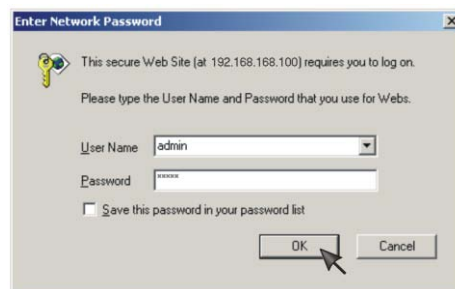 Enter Network Password
This secure Web Site (at 192.168.168.100) requires you to log on.
Please type the User Name and Password that you use for Webs.
User Name admin
Password xxxxx
Save this password in your password list
OK Cancel